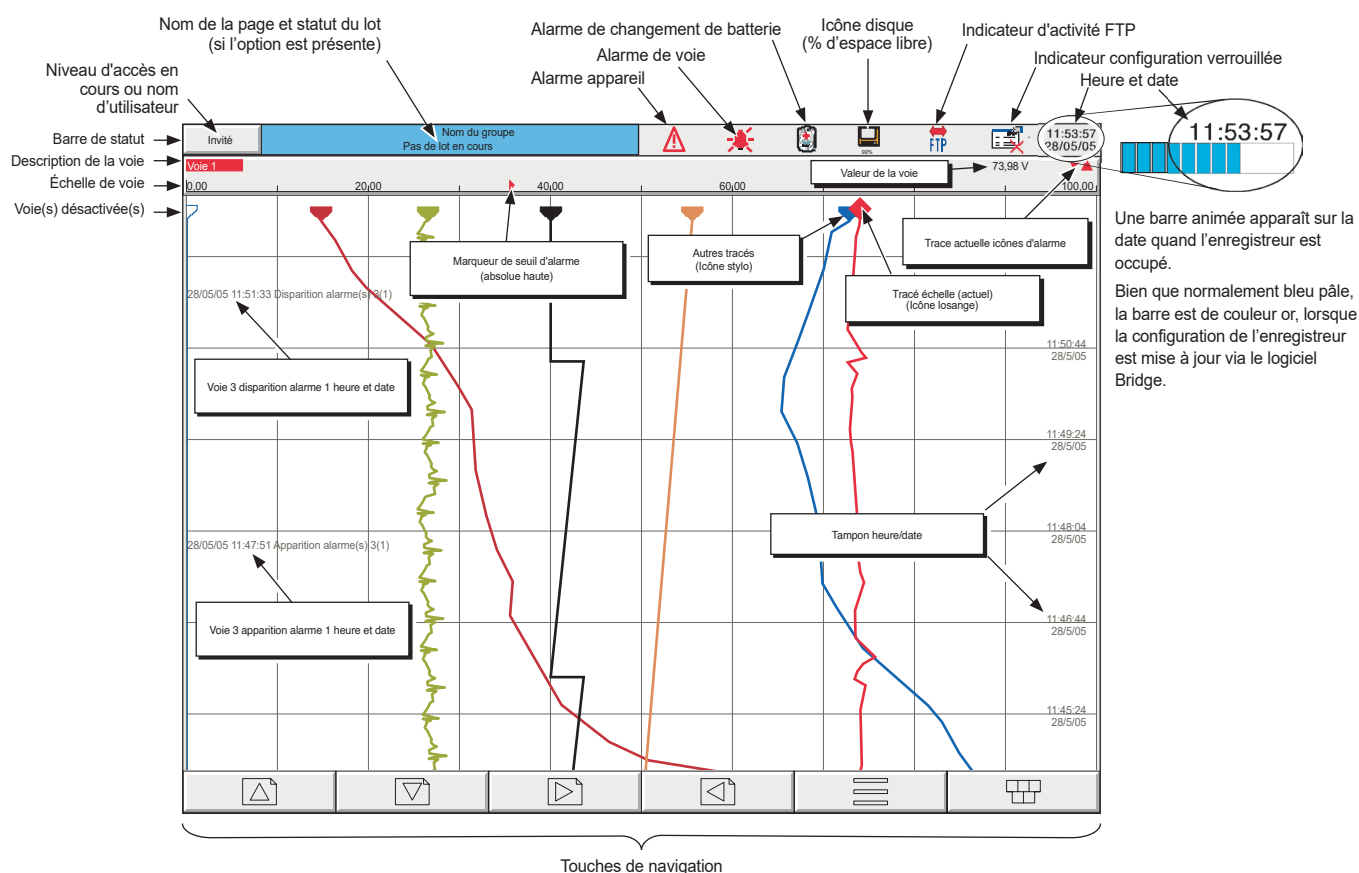 Nom de la page et statut du lot
(si l'option est présente)
Niveau d'accès en
cours ou nom
d'utilisateur
Alarme de changement de batterie
Alarme de voie
Alarme appareil
Icône disque
(% d'espace libre)
Indicateur d'activité FTP
Indicateur configuration verrouillée
Heure et date
Barre de statut
Description de la voie
Échelle de voie
Voie(s) désactivée(s)
Invité
Nom du groupe
Pas de lot en cours
99%
FTP
11:53:57
28/05/05
11:53:57
Voie 1
Valeur de la voie
73,98 V
0,00
20,00
40,00
60,00
100,00
Marqueur de seuil d'alarme
(absolue haute)
Autres tracés
(Icône stylo)
Trace actuelle icônes d'alarme
Tracé échelle (actuel)
(Icône losange)
28/05/05 11:51:33 Disparition alarme(s) 3(1)
Voie 3 disparition alarme 1 heure et date
11:50:44
28/5/05
11:49:24
28/5/05
Tampon heure/date
11:48:04
28/5/05
28/05/05 11:47:51 Apparition alarme(s) 3(1)
Voie 3 apparition alarme 1 heure et date
11:46:44
28/5/05
11:45:24
28/5/05
Une barre animée apparaît sur la
date quand l'enregistreur est
occupé.
Bien que normalement bleu pâle,
la barre est de couleur or, lorsque
la configuration de l'enregistreur
est mise à jour via le logiciel
Bridge.
Touches de navigation